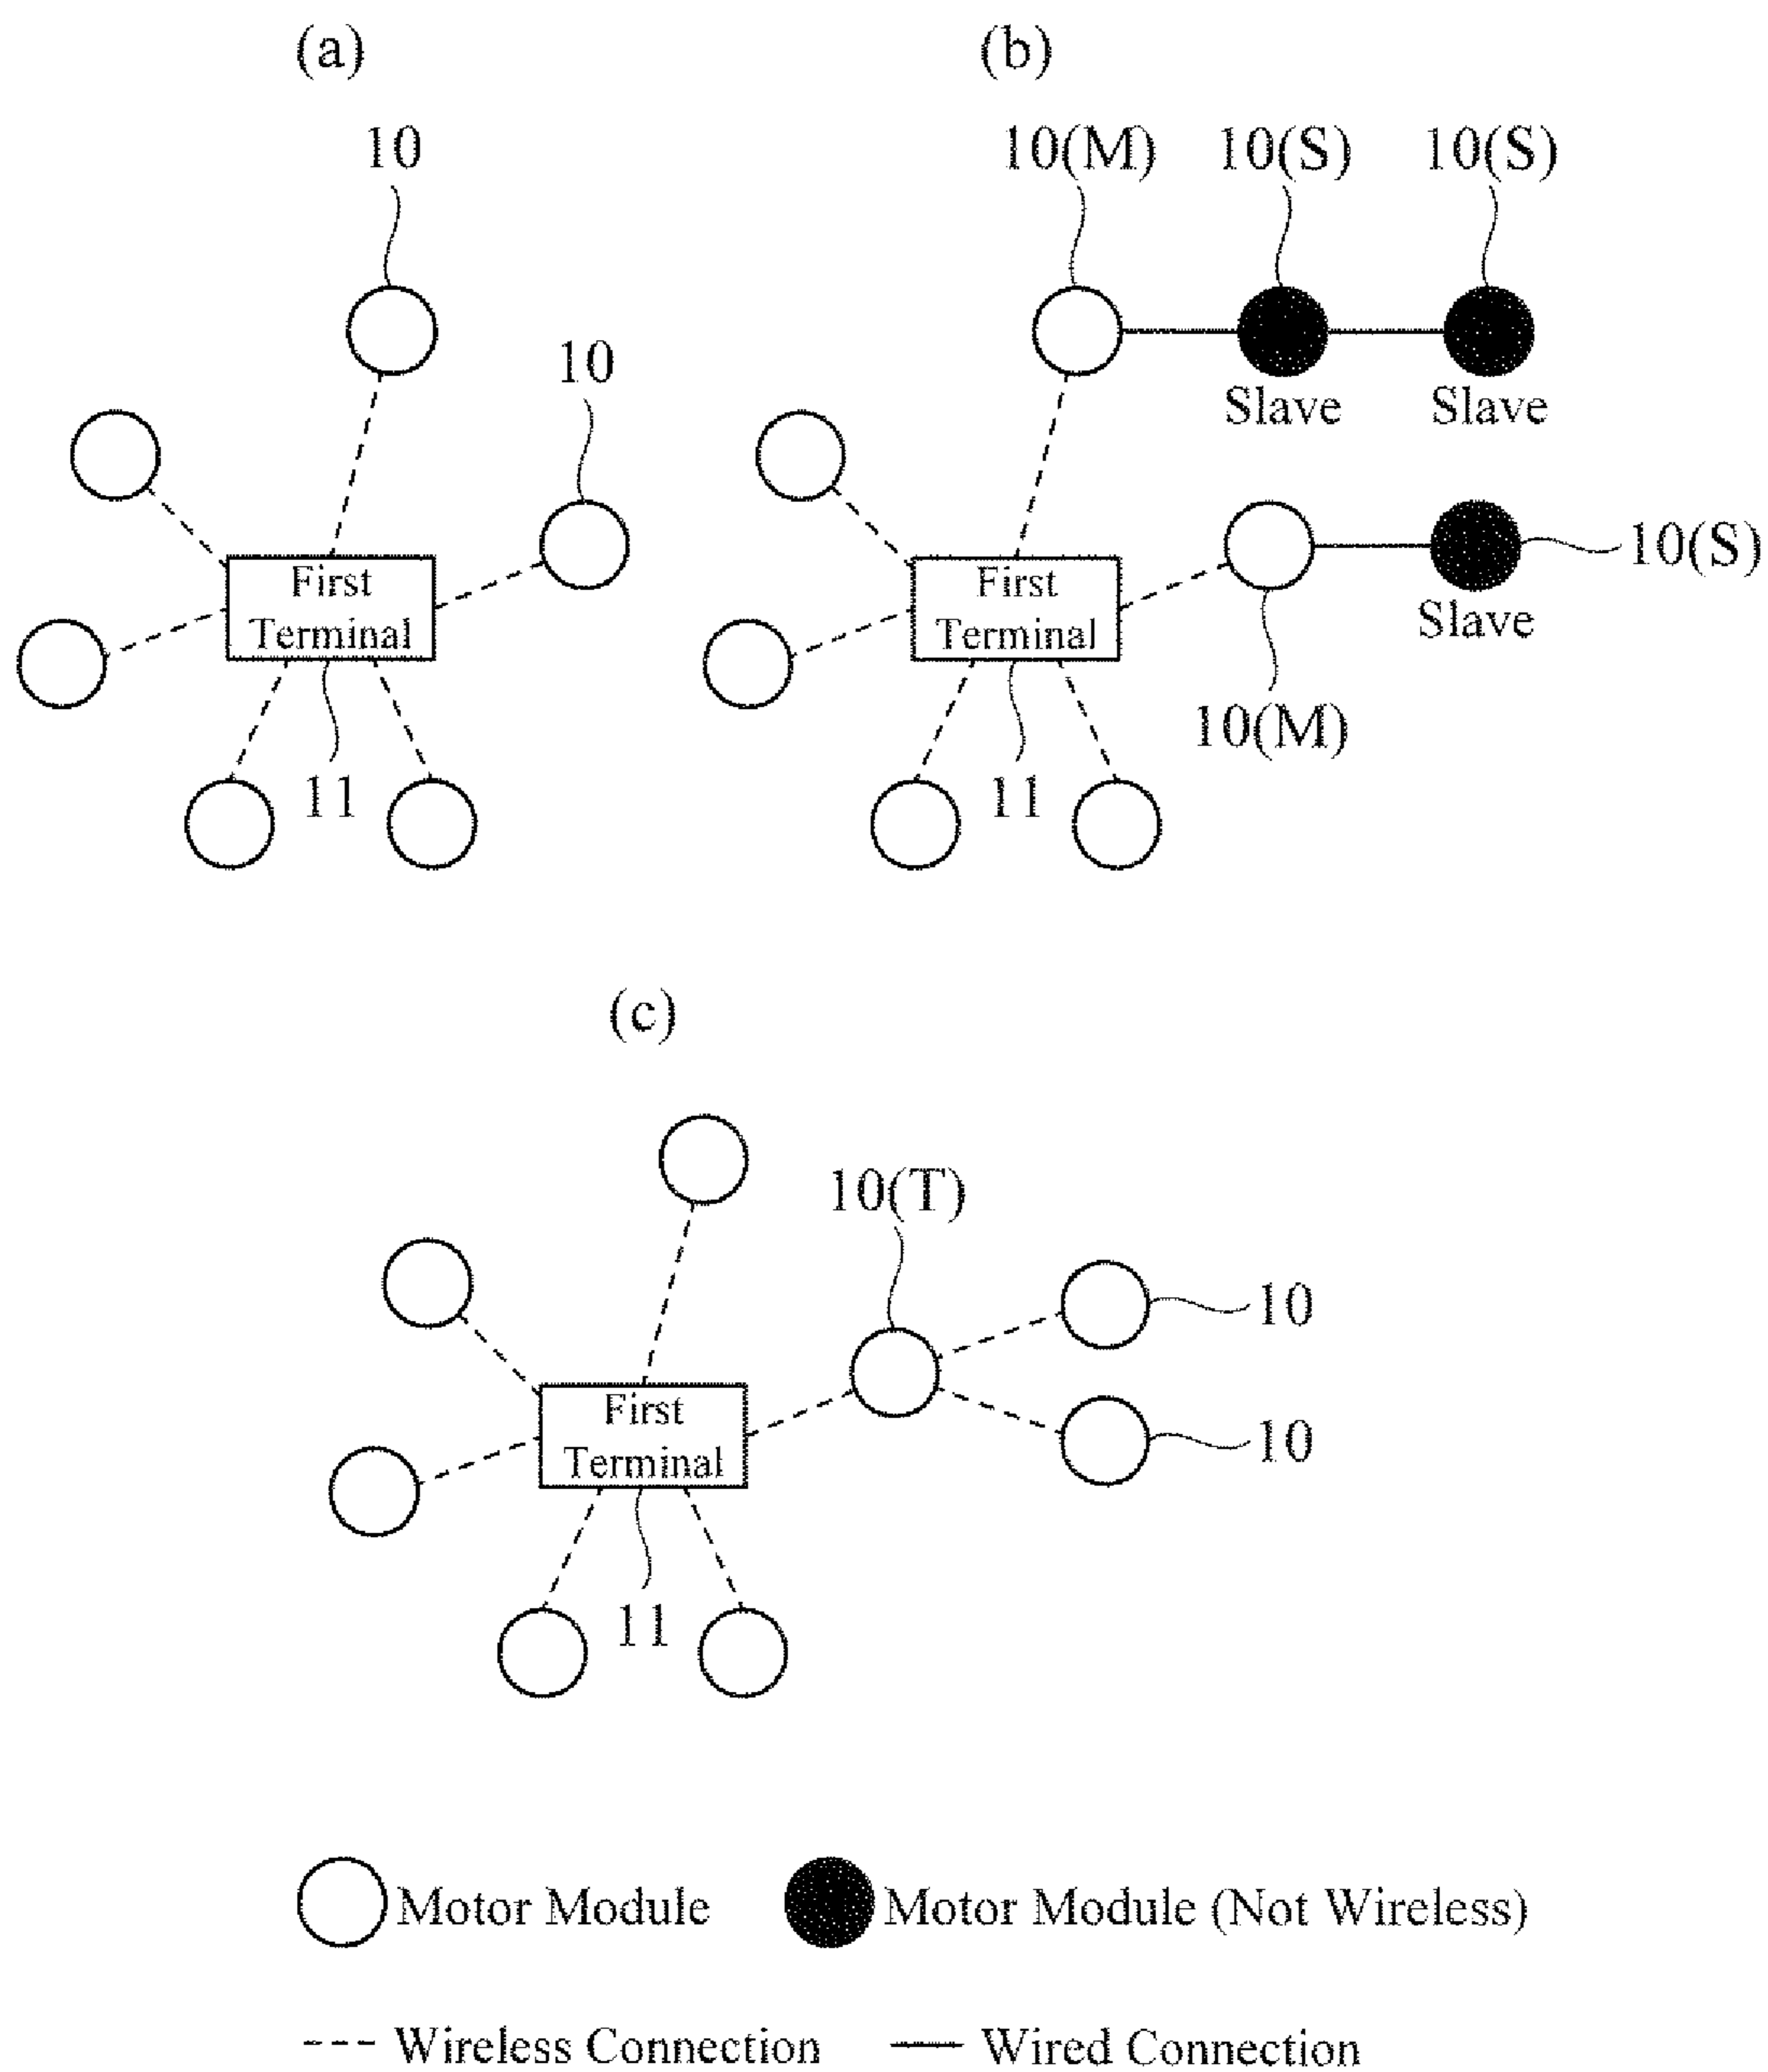 (a)
(b)
10
10(M)
10(S)
10(S)
10
Slave
Slave
First
Terminal
First
Terminal
10(S)
Slave
10(M)
11
11
(c)
10(T)
10
First
Terminal
10
11
Motor Module
Motor Module (Not Wireless)
Wireless Connection
Wired Connection